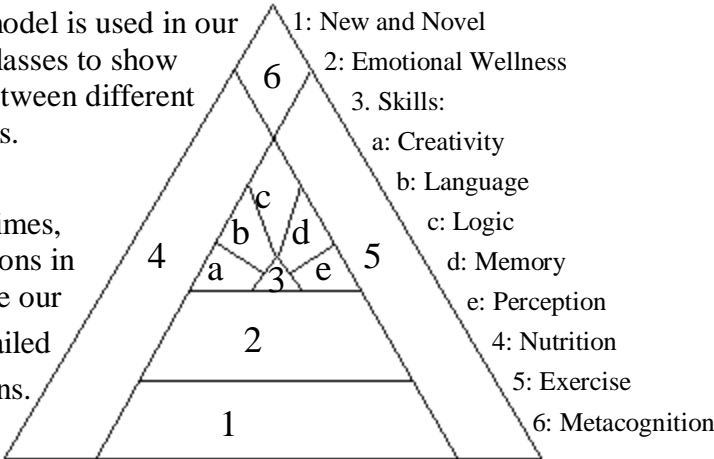 model is used in our
lasses to show
tween different
s.
imes,
ons in
e our
ailed
ns.
1: New and Novel
2: Emotional Wellness
3. Skills:
a: Creativity
b: Language
c: Logic
d: Memory
e: Perception
4: Nutrition
5: Exercise
6: Metacognition
6
c
b
d
4
5
a
3
e
2
1